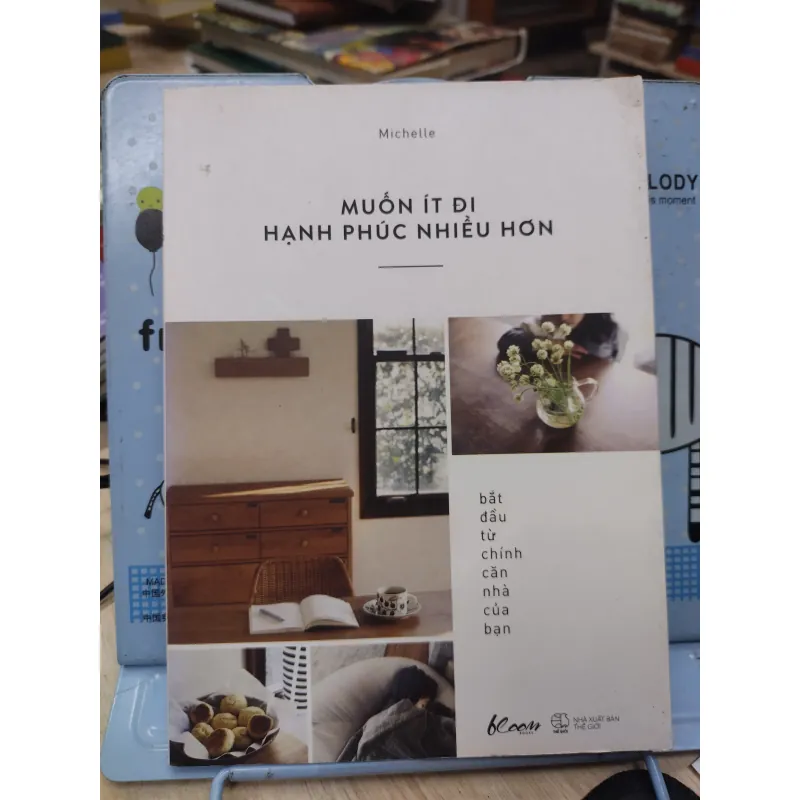 Michelle
MUỐN ÍT ĐI
HẠNH PHÚC NHIỀU HƠN
LODY
s moment
bắt
đầu
từ
chính
căn
nhà
của
bạn
bloom
NHÀ XUẤT BẢN
THẾ GIỚI